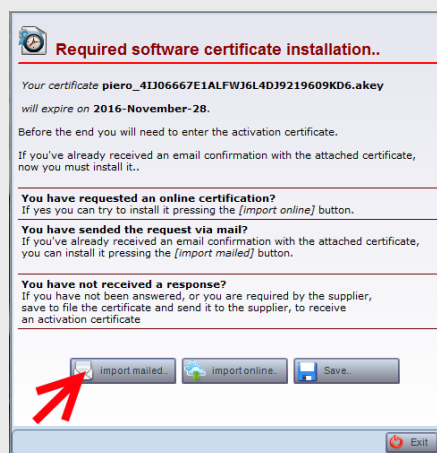 Required software certificate installation..
Your certificate piero_4IJ06667E1ALFWJ6L4DJ9219609KD6.akey
will expire on 2016-November-28.
Before the end you will need to enter the activation certificate.
If you've already received an email confirmation with the attached certificate,
now you must install it..
You have requested an online certification?
If yes you can try to install it pressing the [import online] button.
You have sent the request via mail?
If you've already received an email confirmation with the attached certificate,
you can install it pressing the [import mailed] button.
You have not received a response?
If you have not been answered, or you are required by the supplier,
save to file the certificate and send it to the supplier, to receive
an activation certificate
import mailed.. import online. Save..
Exit